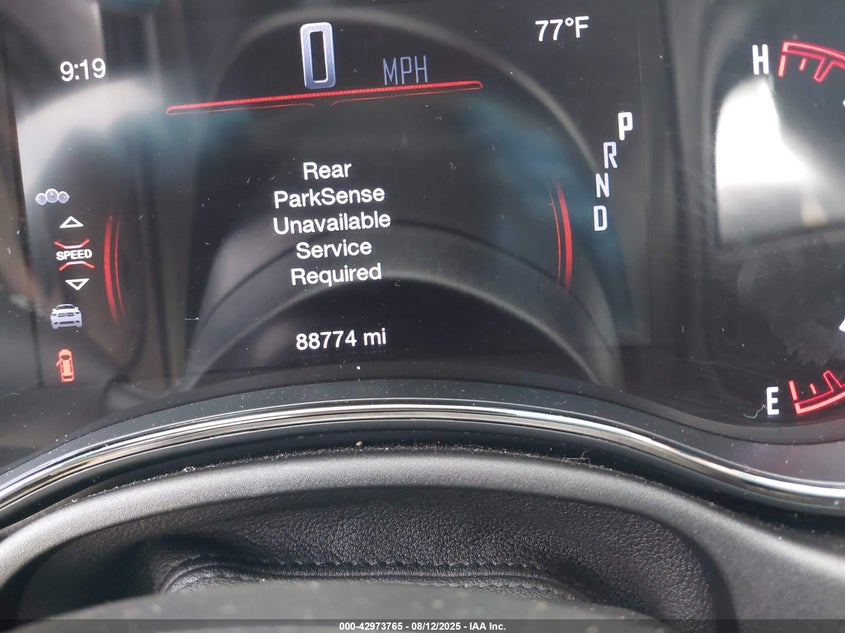 9:19
0 MPH
77°F
H
P
R
N
D
Rear
ParkSense
Unavailable
Service
Required
SPEED
88774 mi
E
000-42973765 - 08/12/2025 - IAA Inc.